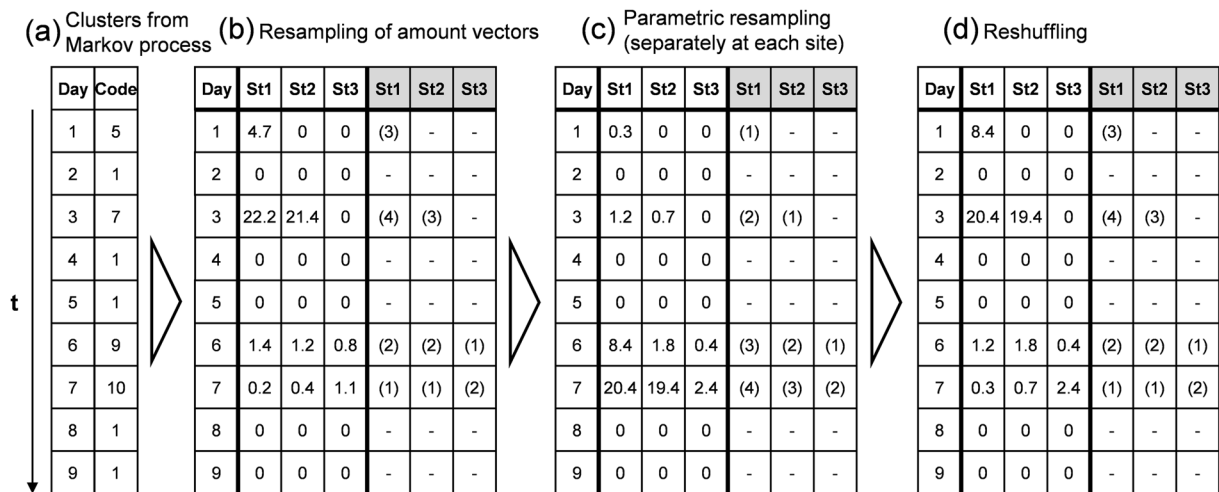 (a) Clusters from
Markov process
(b) Resampling of amount vectors
(c) Parametric resampling
(separately at each site)
(d) Reshuffling
t
Day Code
1 5
2 1
3 7
4 1
5 1
6 9
7 10
8 1
9 1
Day St1 St2 St3 St1 St2 St3
1 4.7 0 0 (3) - -
2 0 0 0 - - -
3 22.2 21.4 0 (4) (3) -
4 0 0 0 - - -
5 0 0 0 - - -
6 1.4 1.2 0.8 (2) (2) (1)
7 0.2 0.4 1.1 (1) (1) (2)
8 0 0 0 - - -
9 0 0 0 - - -
Day St1 St2 St3 St1 St2 St3
1 0.3 0 0 (1) - -
2 0 0 0 - - -
3 1.2 0.7 0 (2) (1) -
4 0 0 0 - - -
5 0 0 0 - - -
6 8.4 1.8 0.4 (3) (2) (1)
7 20.4 19.4 2.4 (4) (3) (2)
8 0 0 0 - - -
9 0 0 0 - - -
Day St1 St2 St3 St1 St2 St3
1 8.4 0 0 (3) - -
2 0 0 0 - - -
3 20.4 19.4 0 (4) (3) -
4 0 0 0 - - -
5 0 0 0 - - -
6 1.2 1.8 0.4 (2) (2) (1)
7 0.3 0.7 2.4 (1) (1) (2)
8 0 0 0 - - -
9 0 0 0 - - -